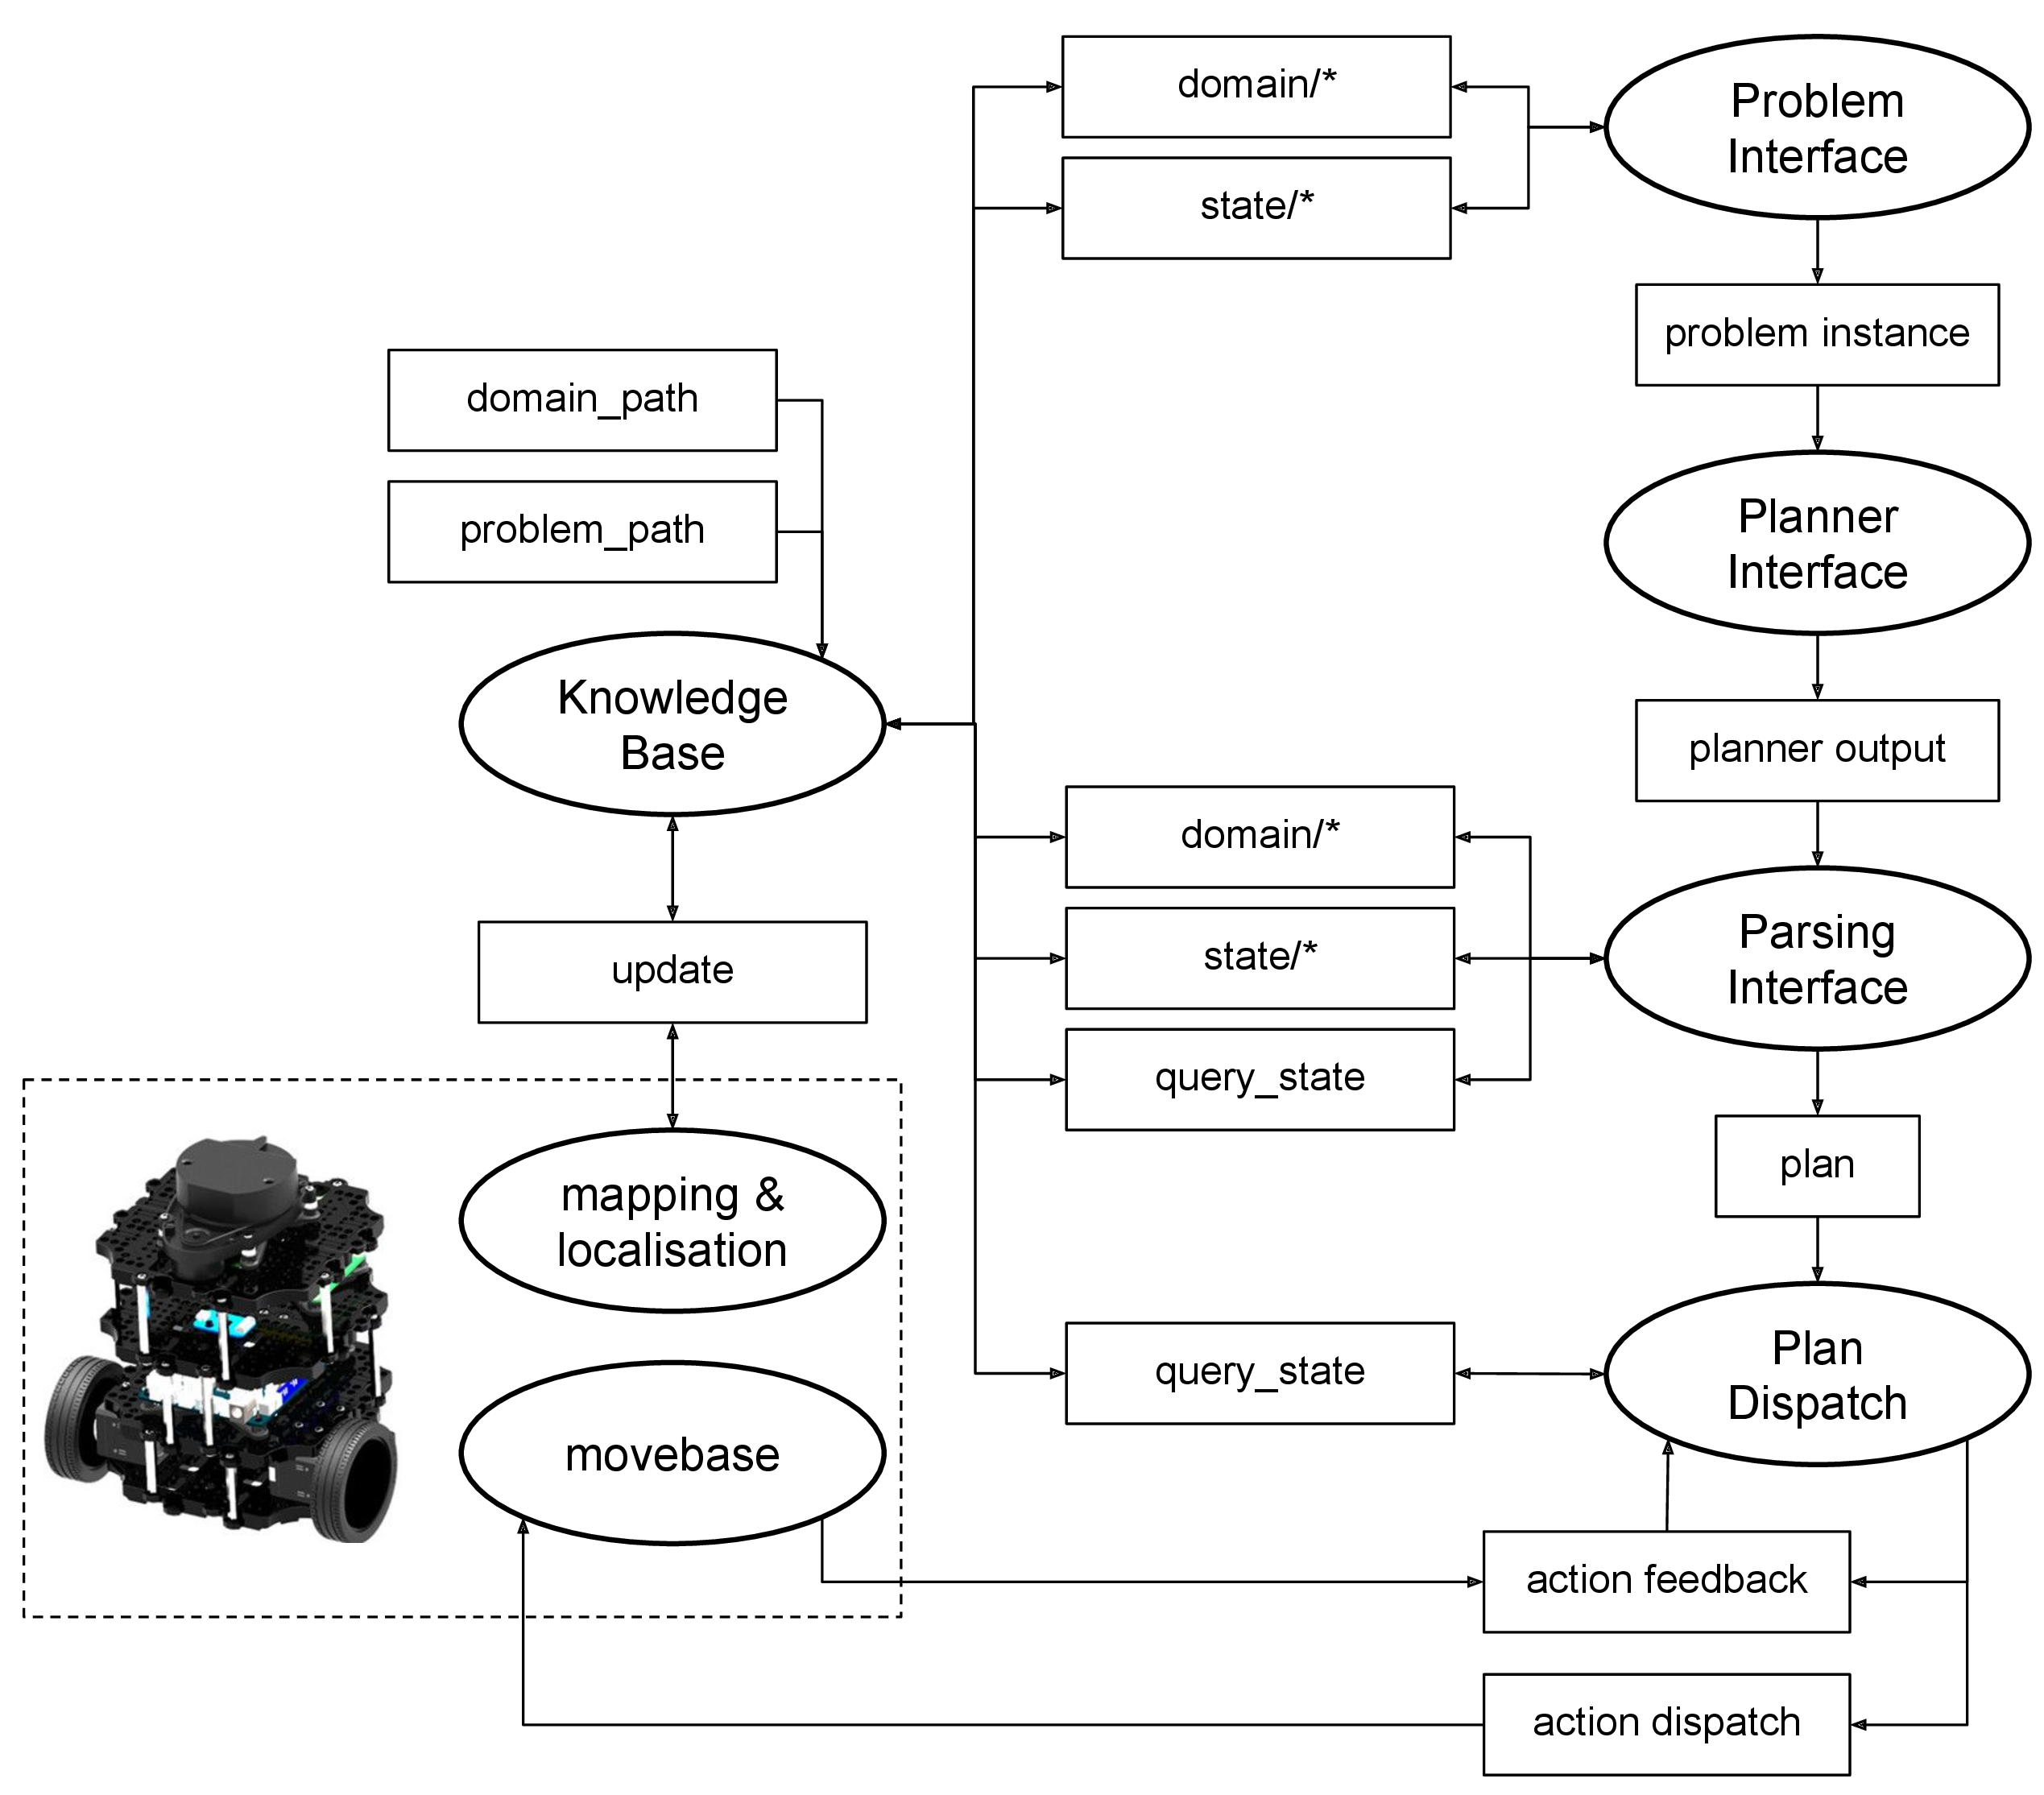 domain/*
Problem
Interface
state/*
problem instance
domain_path
problem_path
Planner
Interface
Knowledge
Base
planner output
domain/*
Parsing
Interface
state/*
update
query_state
plan
mapping &
localisation
Plan
Dispatch
query_state
movebase
action feedback
action dispatch